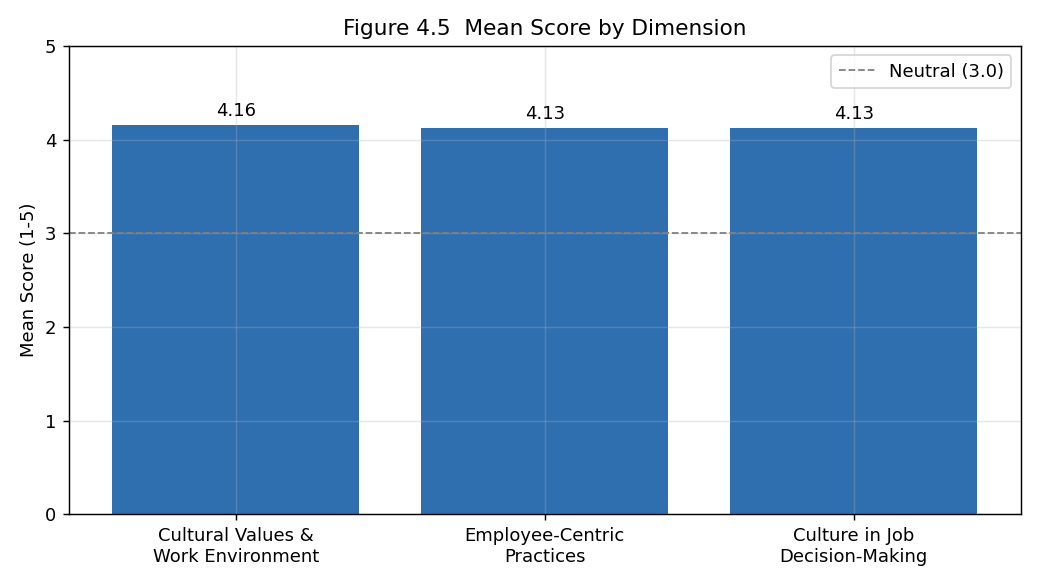 Figure 4.5  Mean Score by Dimension
Mean Score (1-5)
5
4
3
2
1
0
Neutral (3.0)
4.16
4.13
4.13
Cultural Values &
Work Environment
Employee-Centric
Practices
Culture in Job
Decision-Making